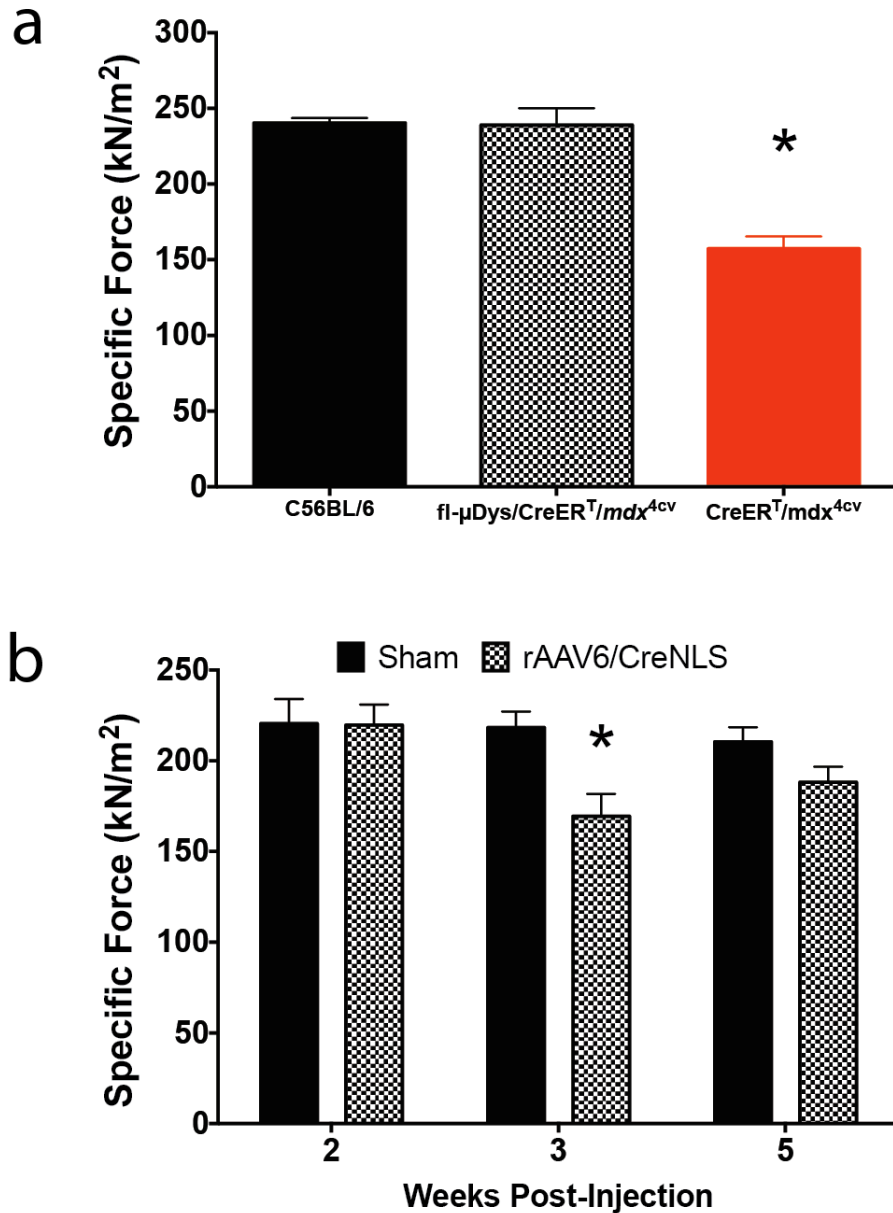 a
Specific Force (kN/m²)
300
250
200
150
100
50
0
*
C56BL/6
fl-µDys/CreERᵀ/mdx⁴ᶜᵛ
CreERᵀ/mdx⁴ᶜᵛ
b
Sham
rAAV6/CreNLS
Specific Force (kN/m²)
250
200
150
100
50
0
*
2
3
5
Weeks Post-Injection